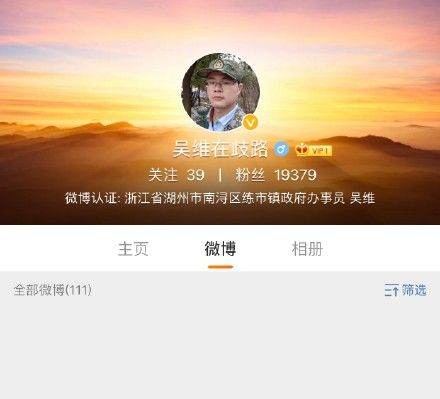 吴维在歧路 VIP1
关注 39 | 粉丝 19379
微博认证: 浙江省湖州市南浔区练市镇政府办事员 吴维
主页 微博 相册
全部微博(111) 筛选